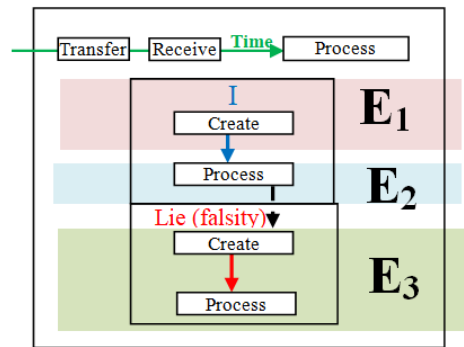 Transfer Receive Time Process
I
Create
E1
Process
E2
Lie (falsity)
Create
E3
Process